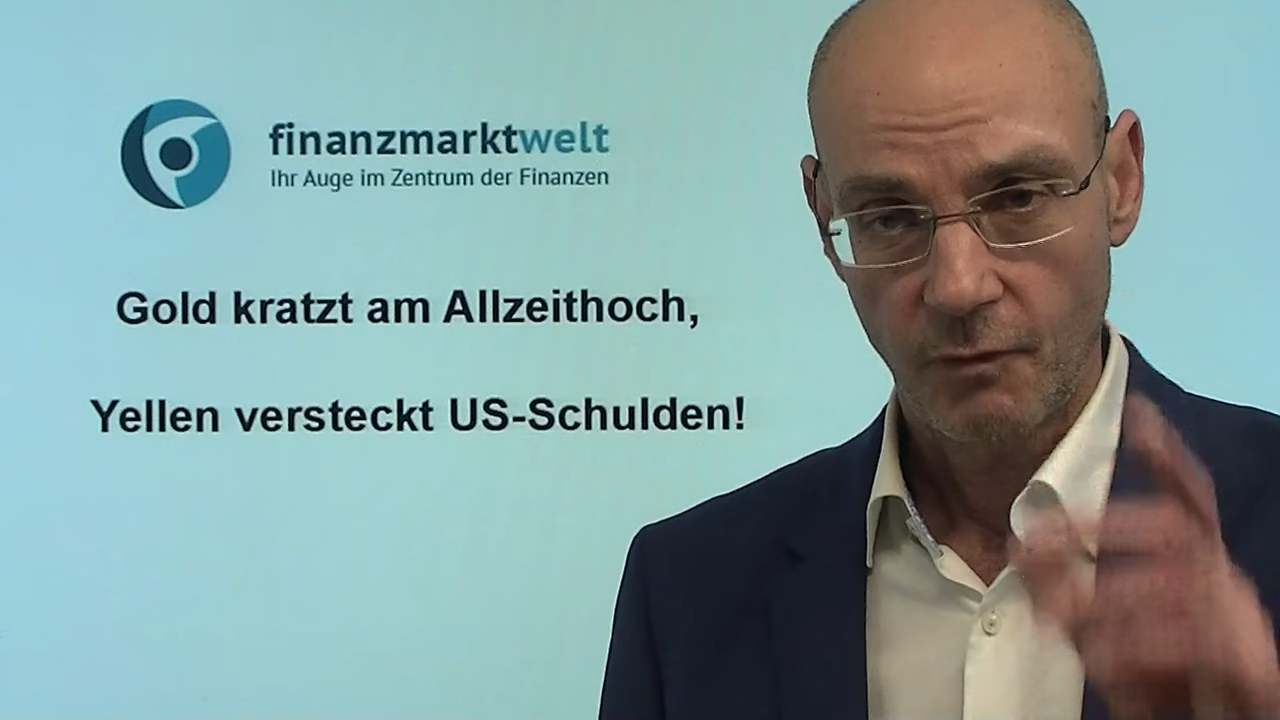 finanzmarktwelt
Ihr Auge im Zentrum der Finanzen
Gold kratzt am Allzeithoch,
Yellen versteckt US-Schulden!